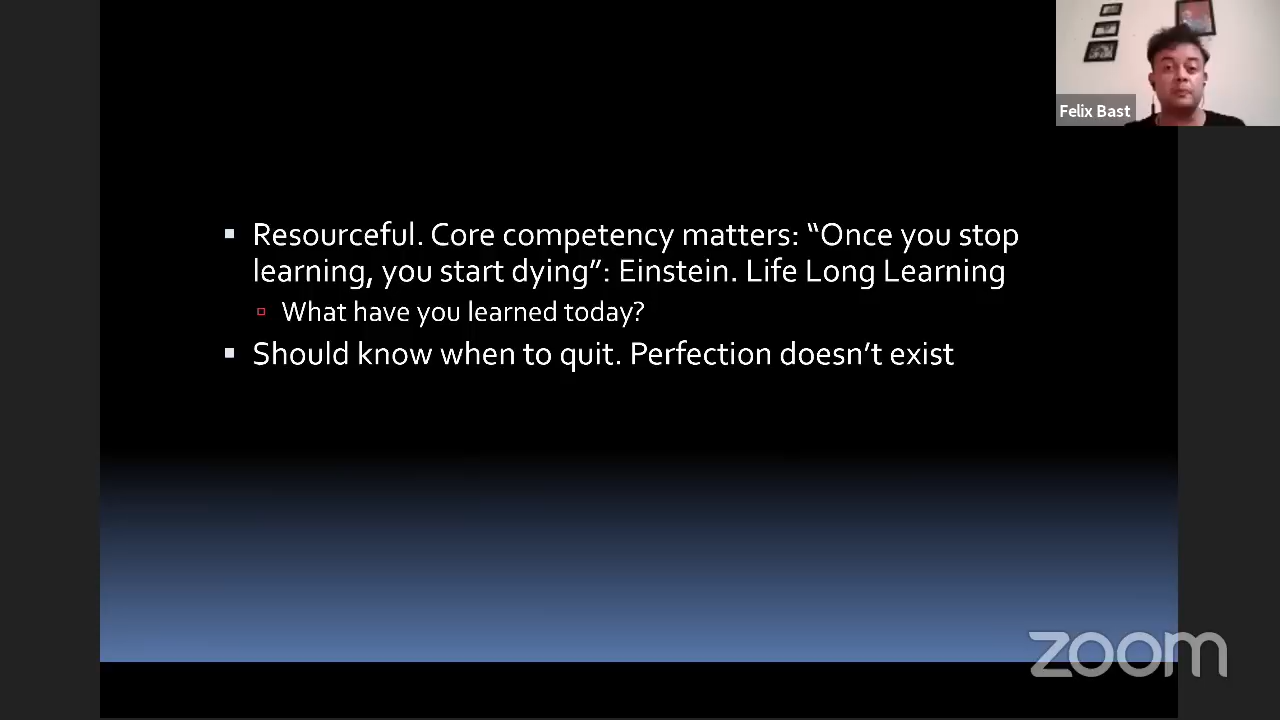 Felix Bast
Resourceful. Core competency matters: “Once you stop
learning, you start dying”: Einstein. Life Long Learning
What have you learned today?
Should know when to quit. Perfection doesn’t exist
zoom